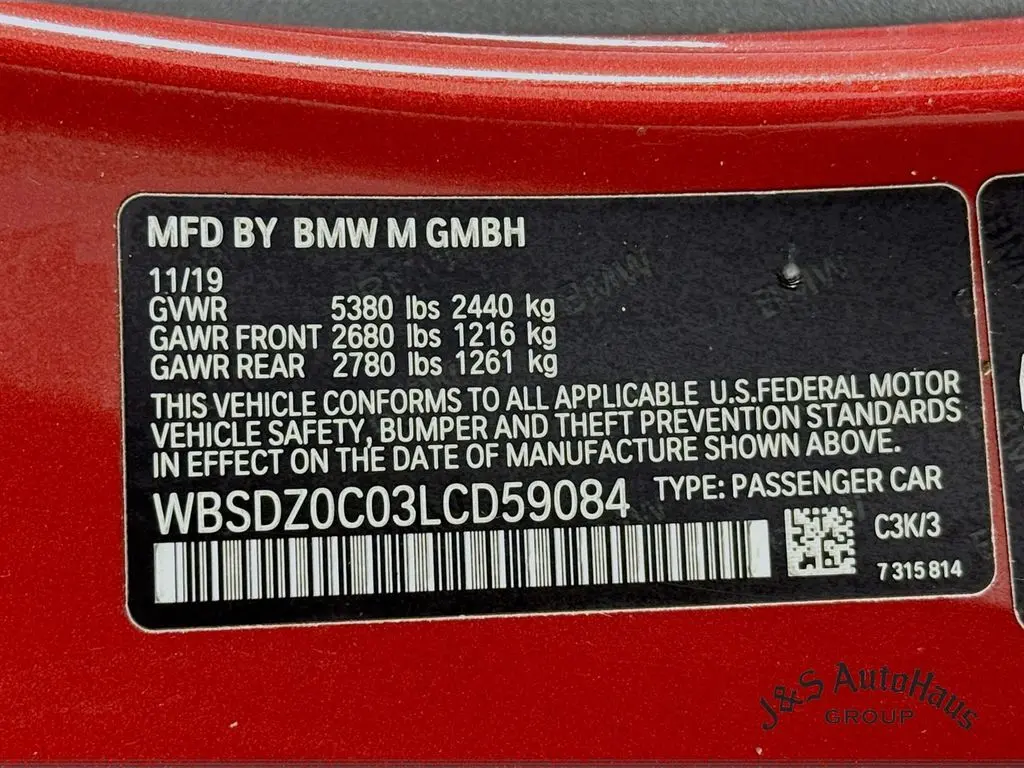 MFD BY BMW M GMBH
11/19
GVWR 5380 lbs 2440 kg
GAWR FRONT 2680 lbs 1216 kg
GAWR REAR 2780 lbs 1261 kg
THIS VEHICLE CONFORMS TO ALL APPLICABLE U.S.FEDERAL MOTOR
VEHICLE SAFETY, BUMPER AND THEFT PREVENTION STANDARDS
IN EFFECT ON THE DATE OF MANUFACTURE SHOWN ABOVE.
WBSDZ0C03LCD59084 TYPE: PASSENGER CAR
C3K/3
7 315 814
J&S AutoHaus
GROUP